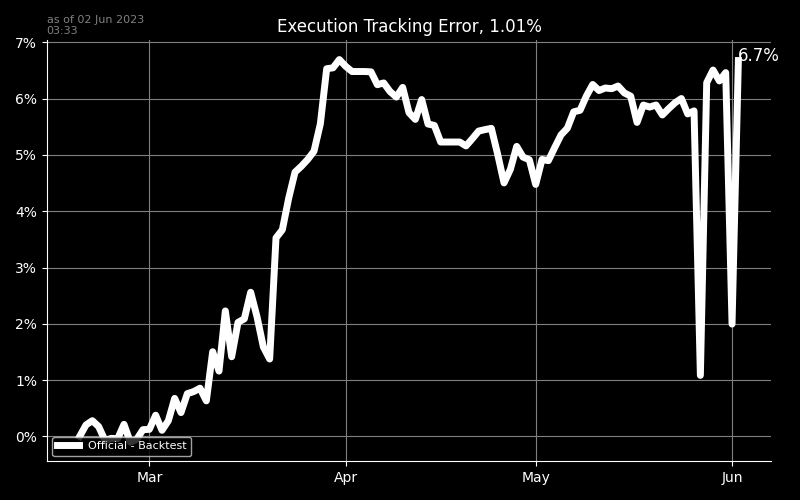 as of 02 Jun 2023
03:33
Execution Tracking Error, 1.01%
7%
6.7%
6%
5%
4%
3%
2%
1%
0%
Official - Backtest
Mar
Apr
May
Jun